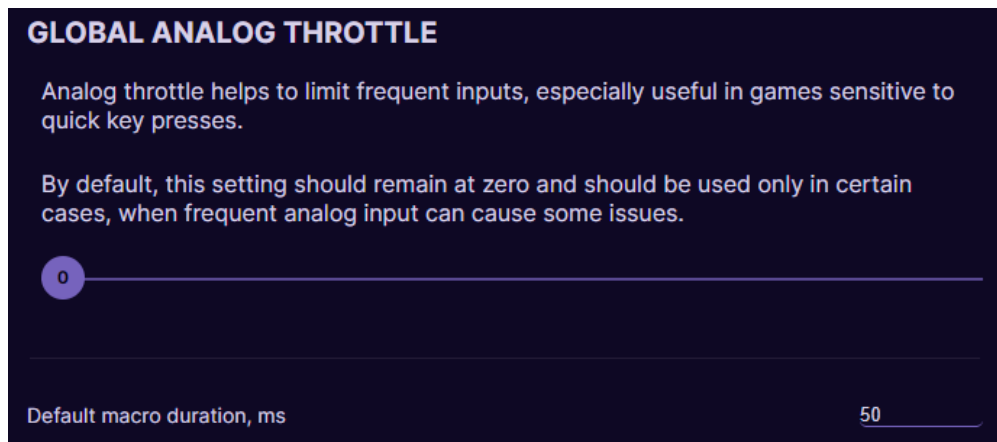 GLOBAL ANALOG THROTTLE
Analog throttle helps to limit frequent inputs, especially useful in games sensitive to
quick key presses.
By default, this setting should remain at zero and should be used only in certain
cases, when frequent analog input can cause some issues.
0
Default macro duration, ms 50